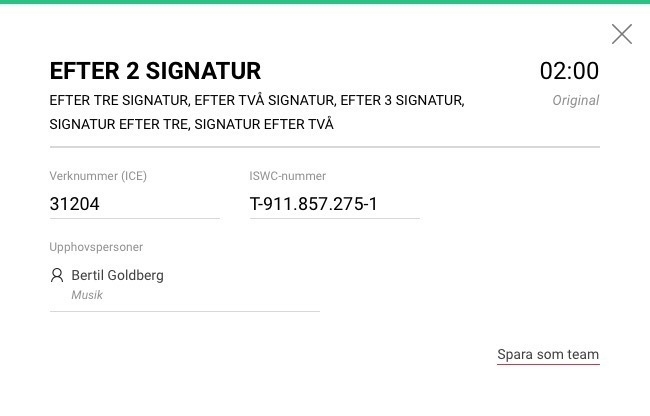 EFTER 2 SIGNATUR
02:00
EFTER TRE SIGNATUR, EFTER TVÅ SIGNATUR, EFTER 3 SIGNATUR,
Original
SIGNATUR EFTER TRE, SIGNATUR EFTER TVÅ
Verknummer (ICE)
ISWC-nummer
31204
T-911.857.275-1
Upphovspersoner
Bertil Goldberg
Musik
Spara som team